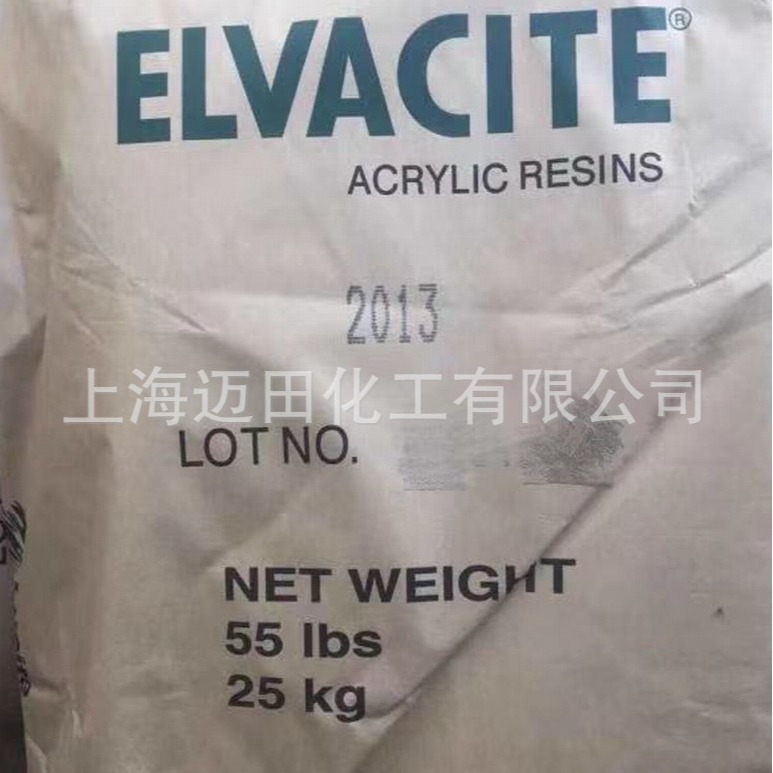 ELVACITE®
ACRYLIC RESINS
2013
上海迈田化工有限公司
LOT NO.
NET WEIGHT
55 lbs
25 kg